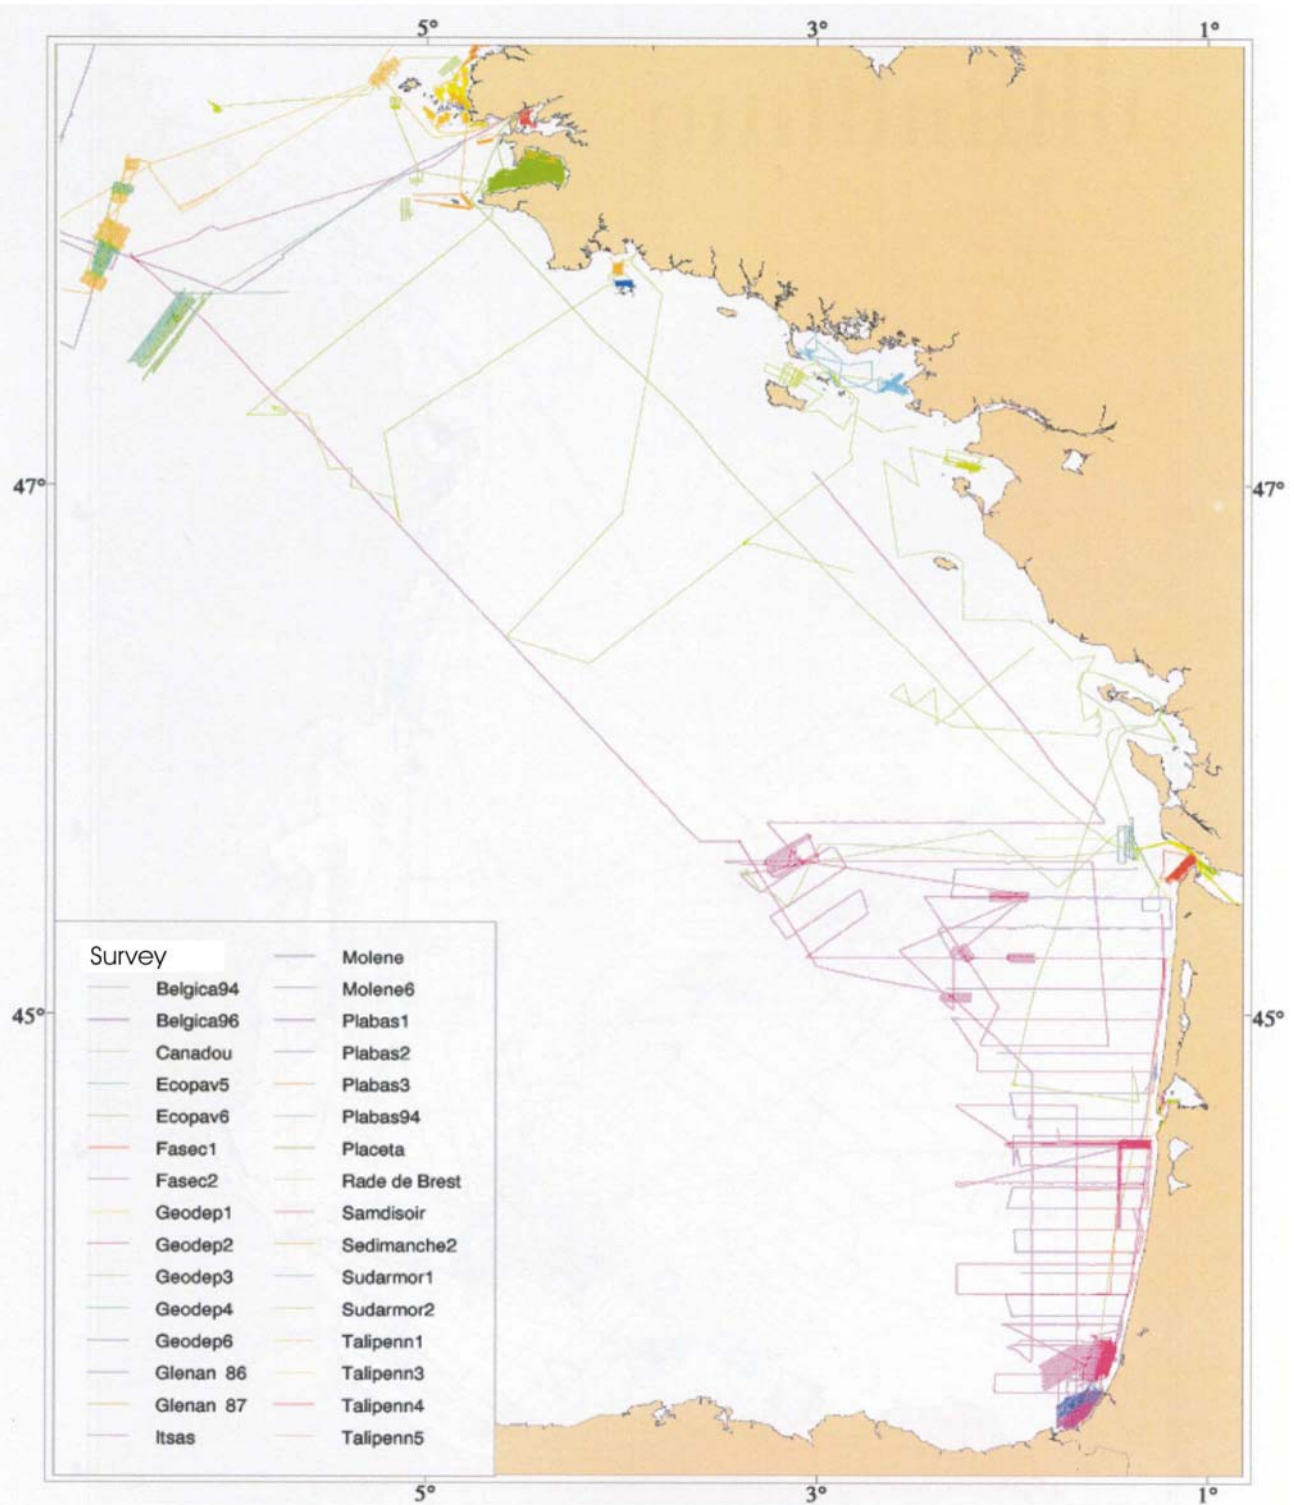 5° 3° 1°
47° 47°
45° 45°
Survey
Belgica94
Belgica96
Canadou
Ecopav5
Ecopav6
Fasec1
Fasec2
Geodep1
Geodep2
Geodep3
Geodep4
Geodep6
Glenan 86
Glenan 87
Itsas
Molene
Molene6
Plabas1
Plabas2
Plabas3
Plabas94
Placeta
Rade de Brest
Samdisoir
Sedimanche2
Sudarmor1
Sudarmor2
Talipenn1
Talipenn3
Talipenn4
Talipenn5
5° 3° 1°